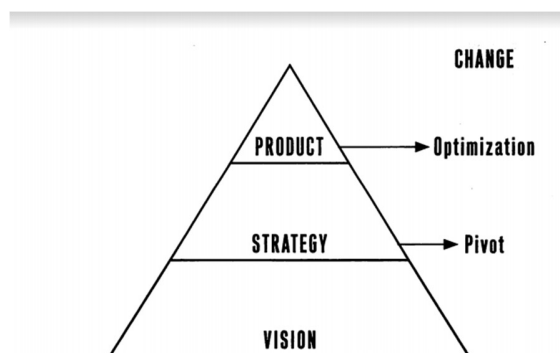 CHANGE
PRODUCT
Optimization
STRATEGY
Pivot
VISION